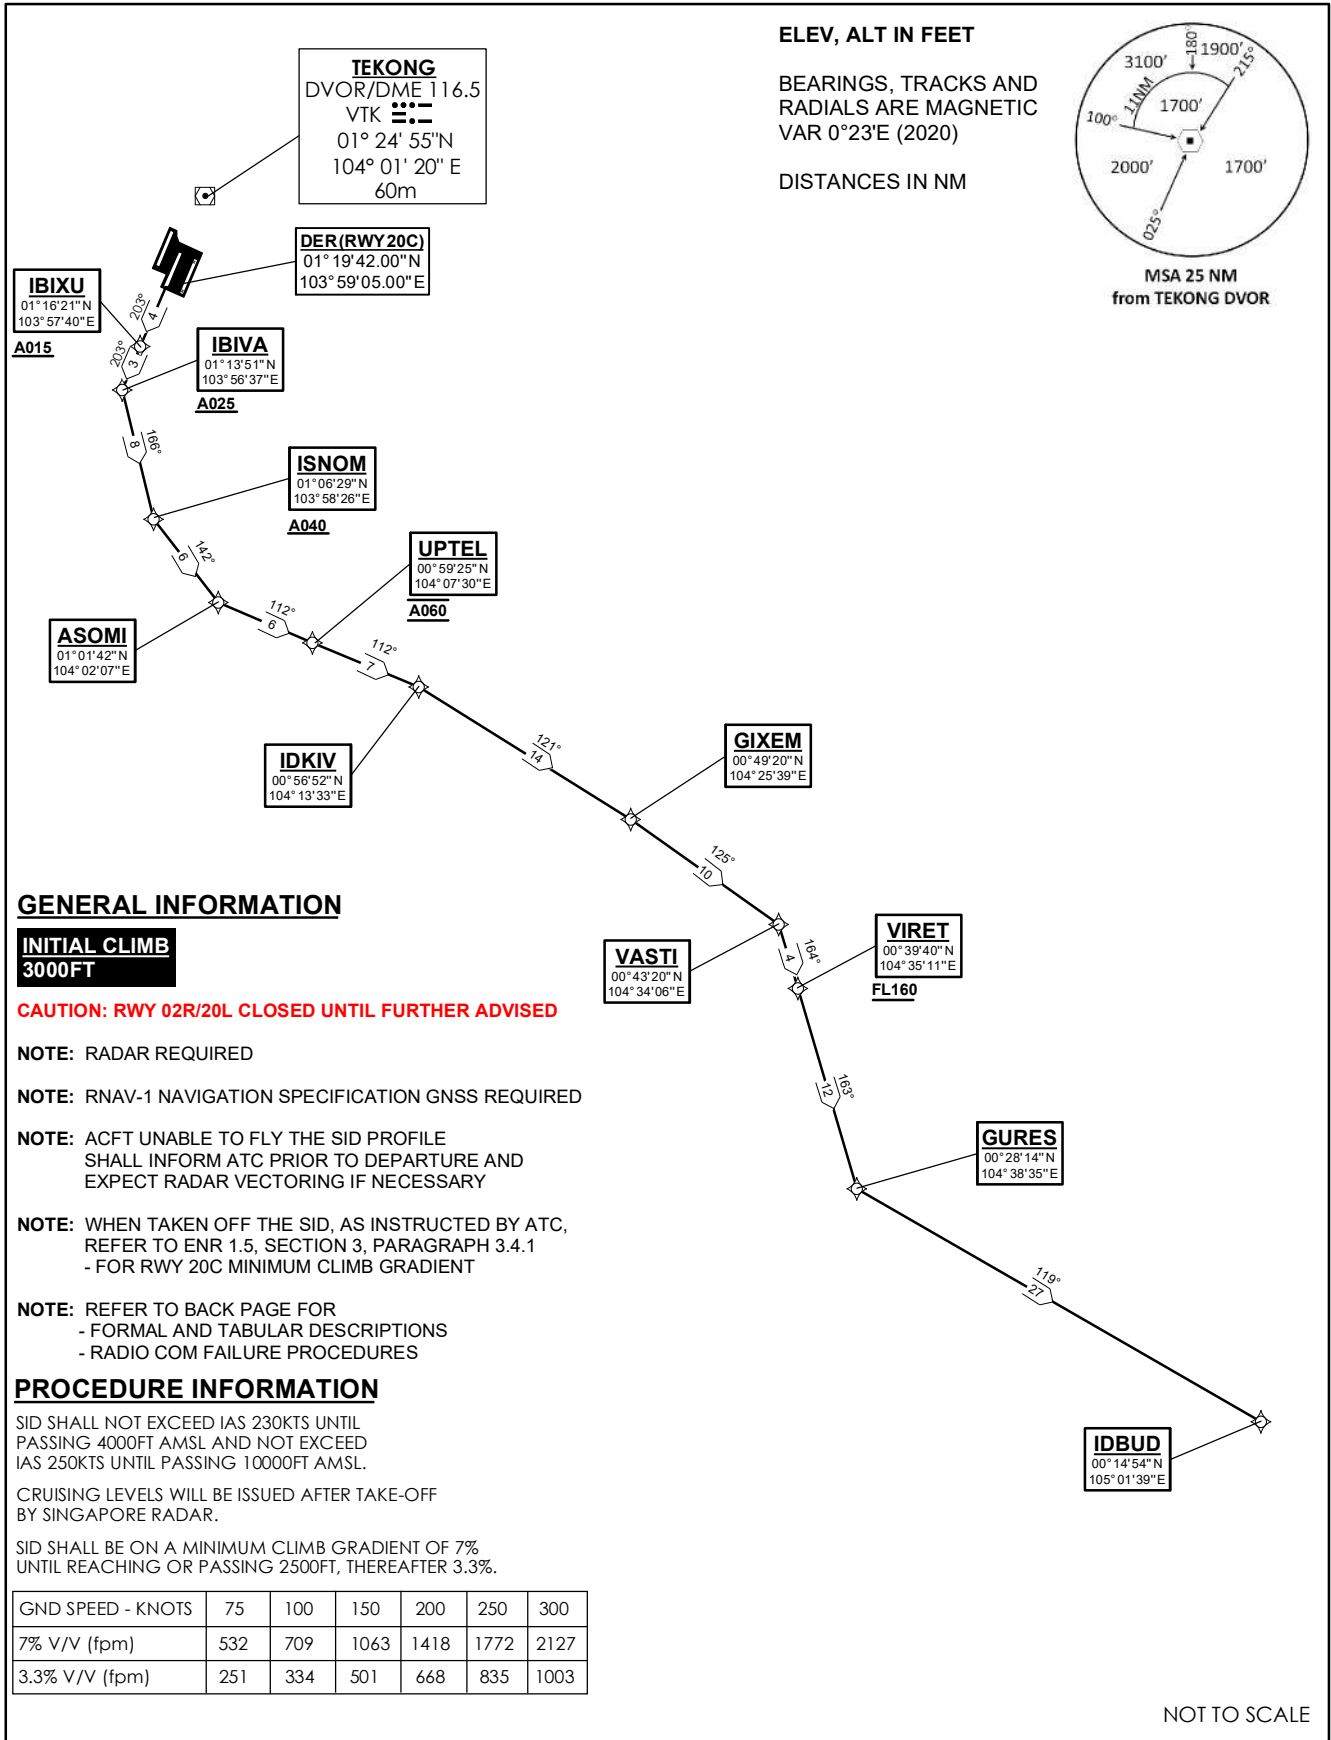 ELEV, ALT IN FEET
BEARINGS, TRACKS AND
RADIALS ARE MAGNETIC
VAR 0°23'E (2020)
DISTANCES IN NM
3100'
180°
1900'
215°
11NM
1700'
100°
2000'
1700'
025°
MSA 25 NM
from TEKONG DVOR
TEKONG
DVOR/DME 116.5
VTK
01° 24' 55"N
104° 01' 20" E
60m
DER(RWY20C)
01°19'42.00"N
103°59'05.00"E
IBIXU
01°16'21"N
103°57'40"E
A015
203°
4
203°
3
IBIVA
01°13'51"N
103°56'37"E
A025
166°
8
ISNOM
01°06'29"N
103°58'26"E
A040
142°
6
UPTEL
00°59'25"N
104°07'30"E
A060
ASOMI
01°01'42"N
104°02'07"E
112°
6
112°
7
IDKIV
00°56'52"N
104°13'33"E
121°
14
GIXEM
00°49'20"N
104°25'39"E
125°
10
VASTI
00°43'20"N
104°34'06"E
164°
4
VIRET
00°39'40"N
104°35'11"E
FL160
163°
12
GURES
00°28'14"N
104°38'35"E
119°
27
IDBUD
00°14'54"N
105°01'39"E
GENERAL INFORMATION
INITIAL CLIMB
3000FT
CAUTION: RWY 02R/20L CLOSED UNTIL FURTHER ADVISED
NOTE: RADAR REQUIRED
NOTE: RNAV-1 NAVIGATION SPECIFICATION GNSS REQUIRED
NOTE: ACFT UNABLE TO FLY THE SID PROFILE
SHALL INFORM ATC PRIOR TO DEPARTURE AND
EXPECT RADAR VECTORING IF NECESSARY
NOTE: WHEN TAKEN OFF THE SID, AS INSTRUCTED BY ATC,
REFER TO ENR 1.5, SECTION 3, PARAGRAPH 3.4.1
- FOR RWY 20C MINIMUM CLIMB GRADIENT
NOTE: REFER TO BACK PAGE FOR
- FORMAL AND TABULAR DESCRIPTIONS
- RADIO COM FAILURE PROCEDURES
PROCEDURE INFORMATION
SID SHALL NOT EXCEED IAS 230KTS UNTIL
PASSING 4000FT AMSL AND NOT EXCEED
IAS 250KTS UNTIL PASSING 10000FT AMSL.
CRUISING LEVELS WILL BE ISSUED AFTER TAKE-OFF
BY SINGAPORE RADAR.
SID SHALL BE ON A MINIMUM CLIMB GRADIENT OF 7%
UNTIL REACHING OR PASSING 2500FT, THEREAFTER 3.3%.
GND SPEED - KNOTS 75 100 150 200 250 300
7% V/V (fpm) 532 709 1063 1418 1772 2127
3.3% V/V (fpm) 251 334 501 668 835 1003
NOT TO SCALE